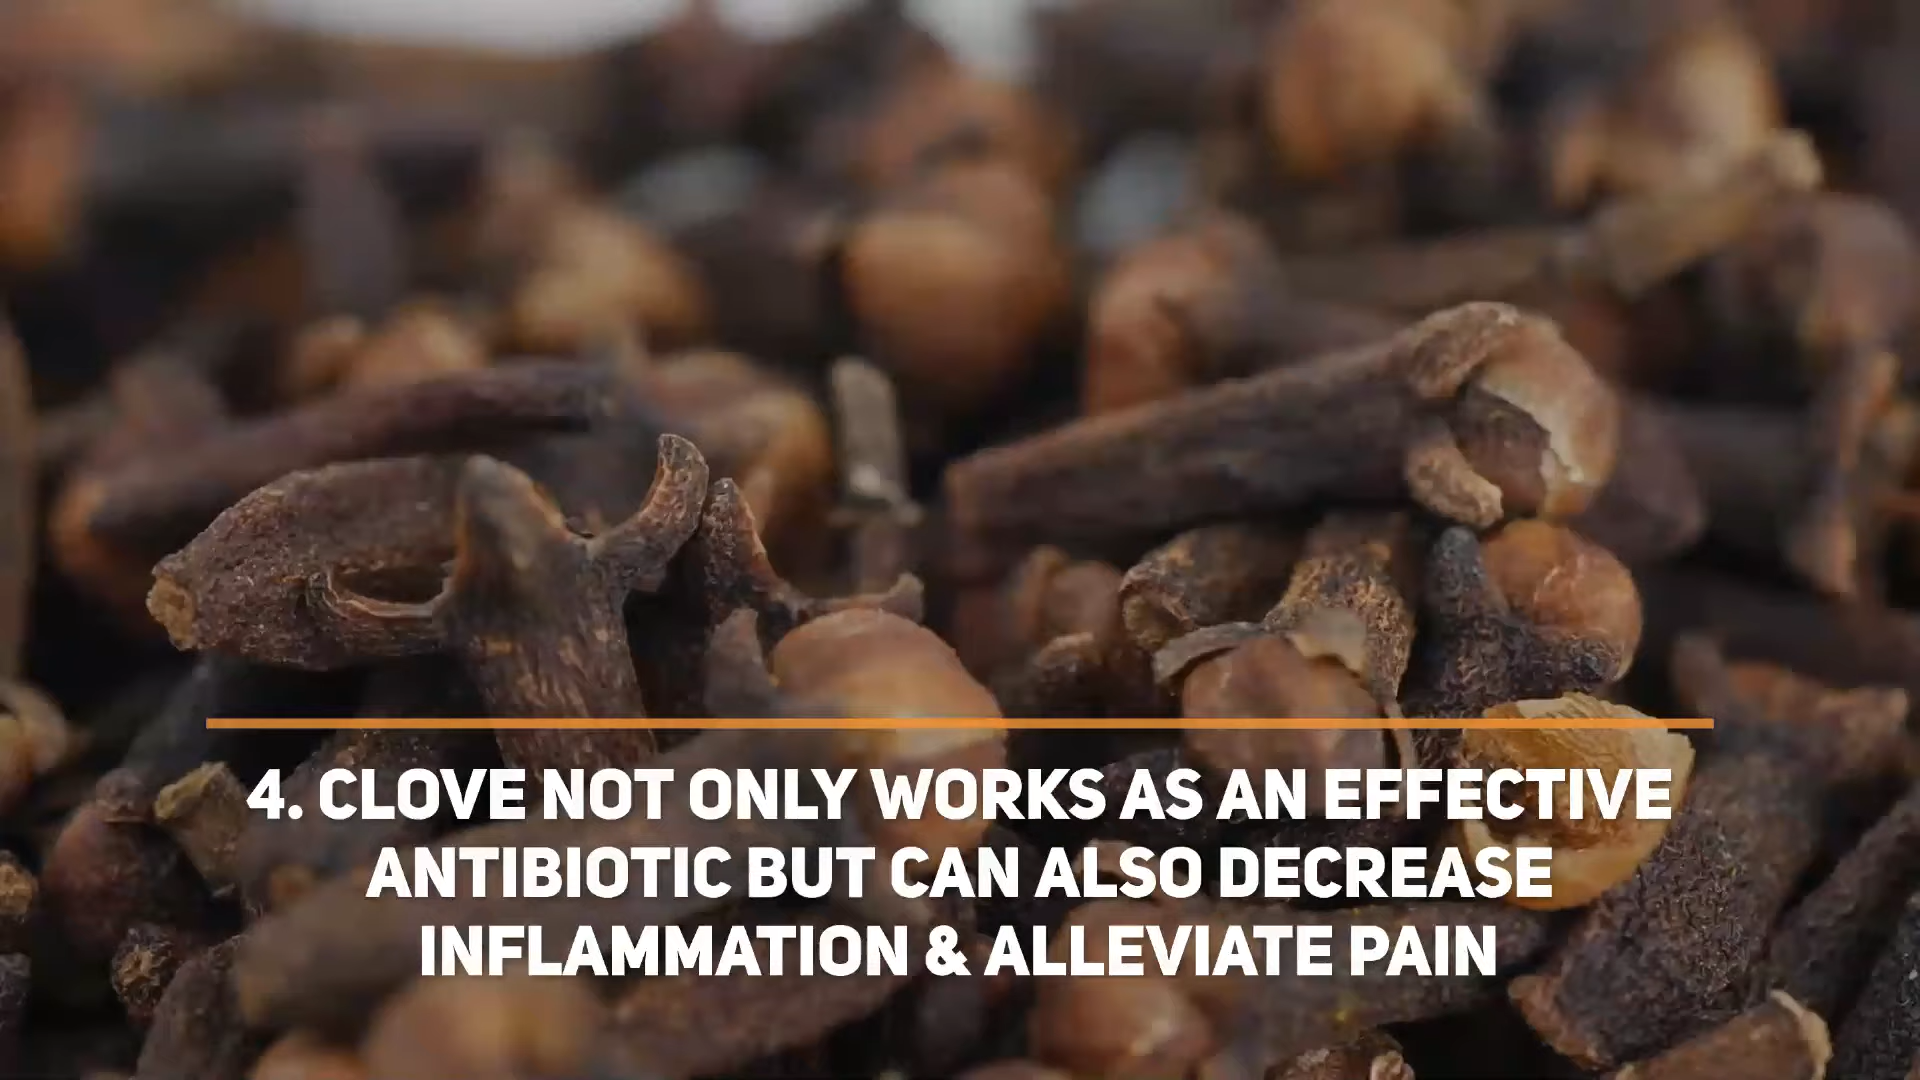 4. CLOVE NOT ONLY WORKS AS AN EFFECTIVE
ANTIBIOTIC BUT CAN ALSO DECREASE
INFLAMMATION & ALLEVIATE PAIN